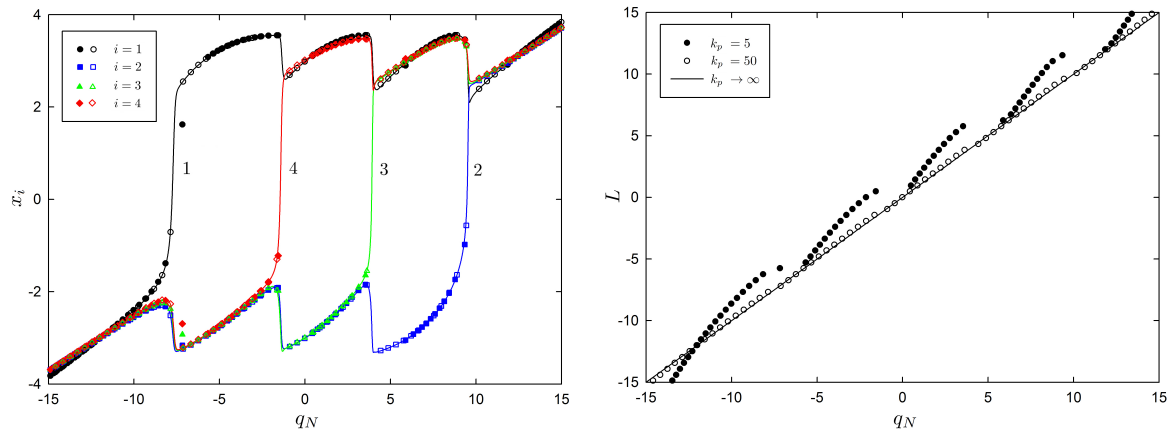 4
2
0
-2
-4
x_i
i = 1
i = 2
i = 3
i = 4
1
4
3
2
-15 -10 -5 0 5 10 15
q_N
15
10
5
0
-5
-10
-15
L
k_p = 5
k_p = 50
k_p → ∞
-15 -10 -5 0 5 10 15
q_N